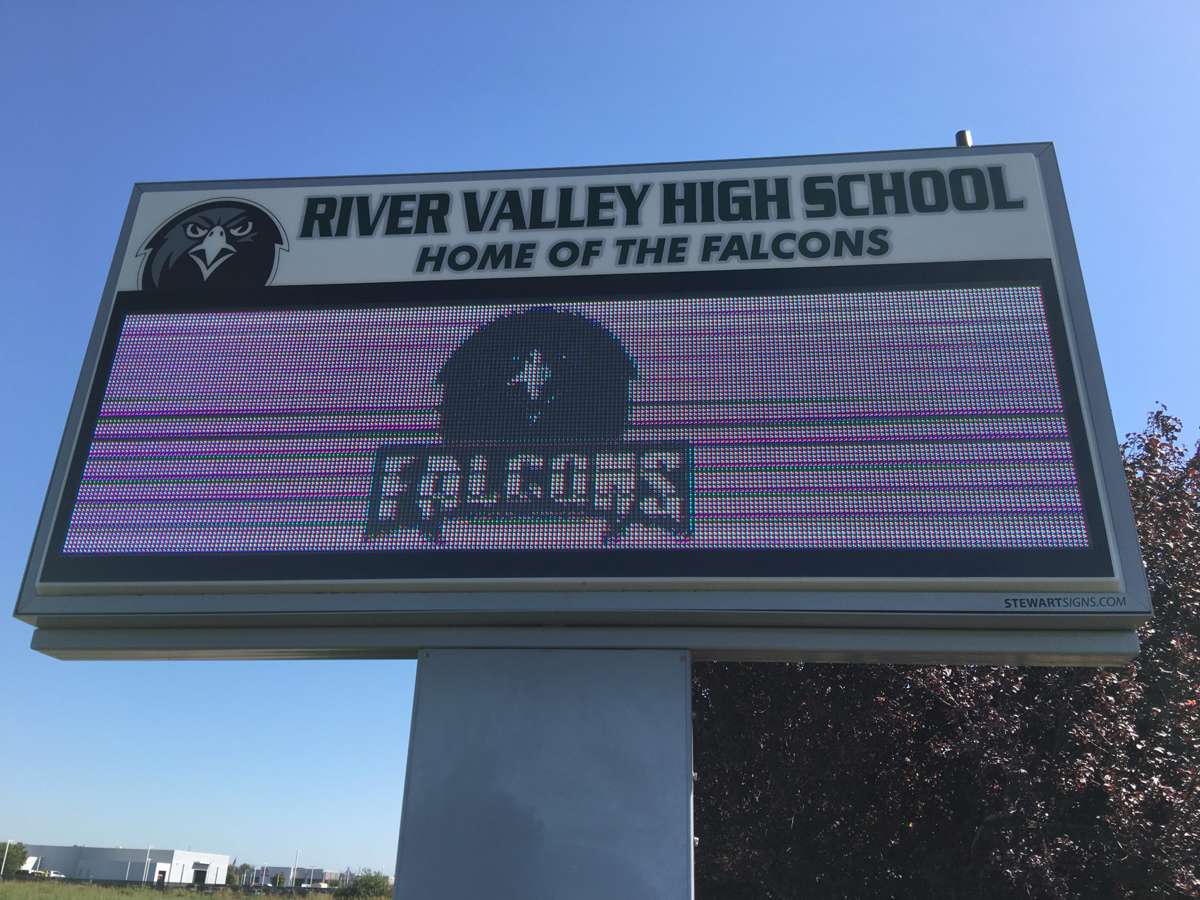 RIVER VALLEY HIGH SCHOOL
HOME OF THE FALCONS
FALCONS
STEWARTSIGNS.COM